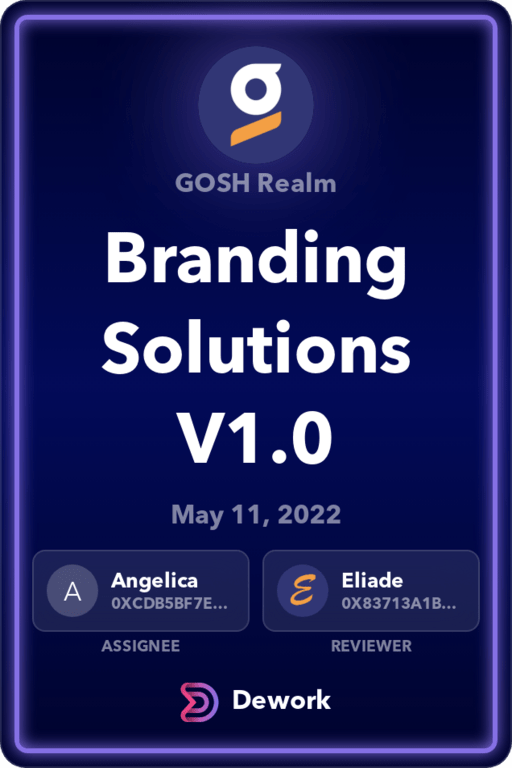 g
GOSH Realm
Branding
Solutions
V1.0
May 11, 2022
A
Angelica
0XCDB5BF7E...
E
Eliade
0X83713A1B...
ASSIGNEE
REVIEWER
Dework